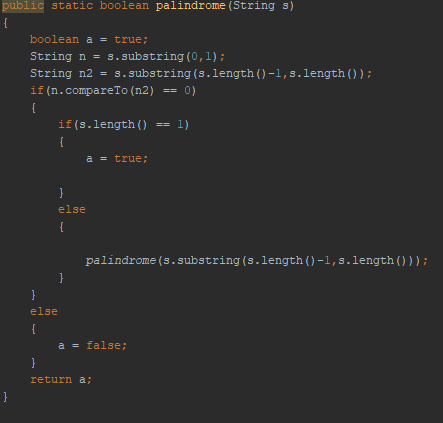 public static boolean palindrome(String s)
{
boolean a = true;
String n = s.substring(0,1);
String n2 = s.substring(s.length()-1,s.length());
if(n.compareTo(n2) == 0)
{
if(s.length() == 1)
{
a = true;
}
else
{
palindrome(s.substring(s.length()-1,s.length()));
}
}
else
{
a = false;
}
return a;
}